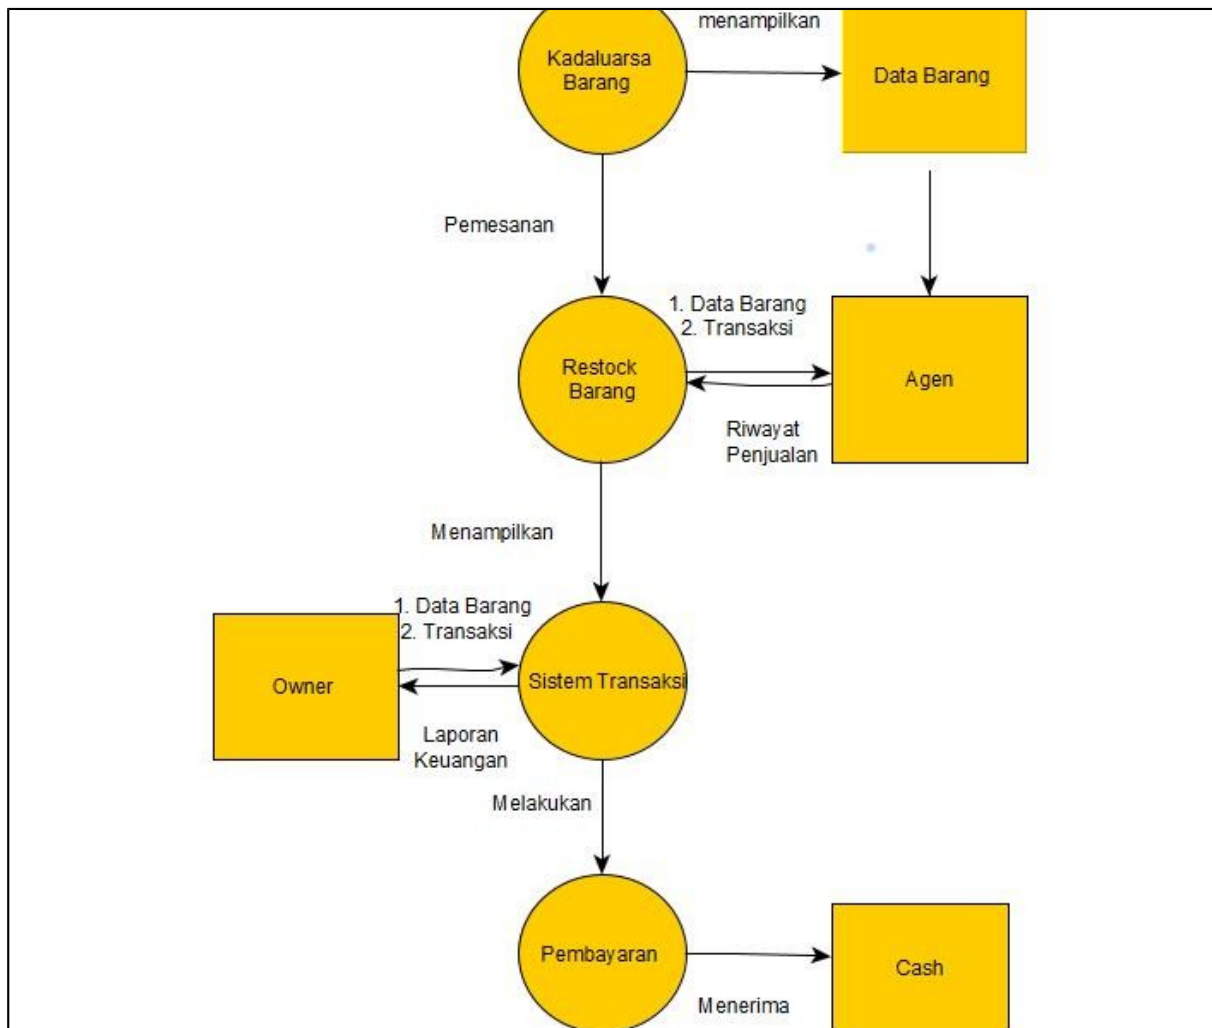 menampilkan
Kadaluarsa
Barang
Data Barang
Pemesanan
1. Data Barang
2. Transaksi
Restock
Barang
Agen
Riwayat
Penjualan
Menampilkan
1. Data Barang
2. Transaksi
Owner
Sistem Transaksi
Laporan
Keuangan
Melakukan
Pembayaran
Cash
Menerima